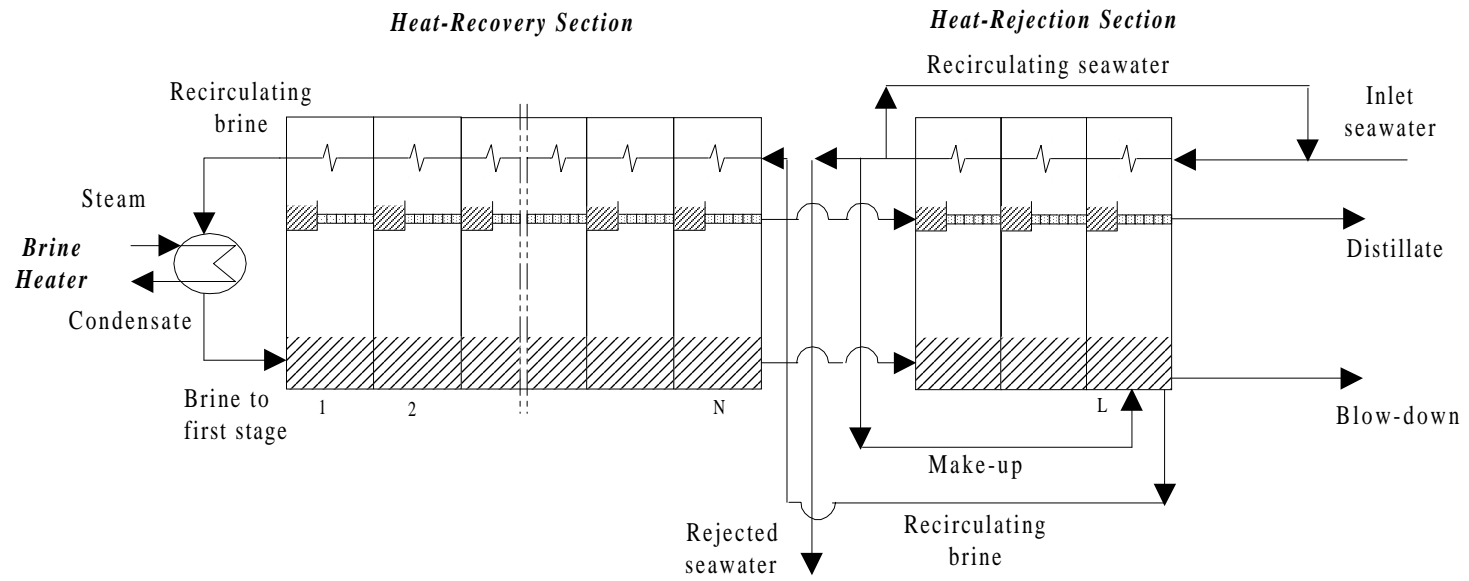 Heat-Recovery Section
Heat-Rejection Section
Recirculating seawater
Recirculating
brine
Inlet
seawater
Steam
Brine
Heater
Distillate
Condensate
Brine to
first stage
1
2
N
L
Blow-down
Make-up
Rejected
seawater
Recirculating
brine